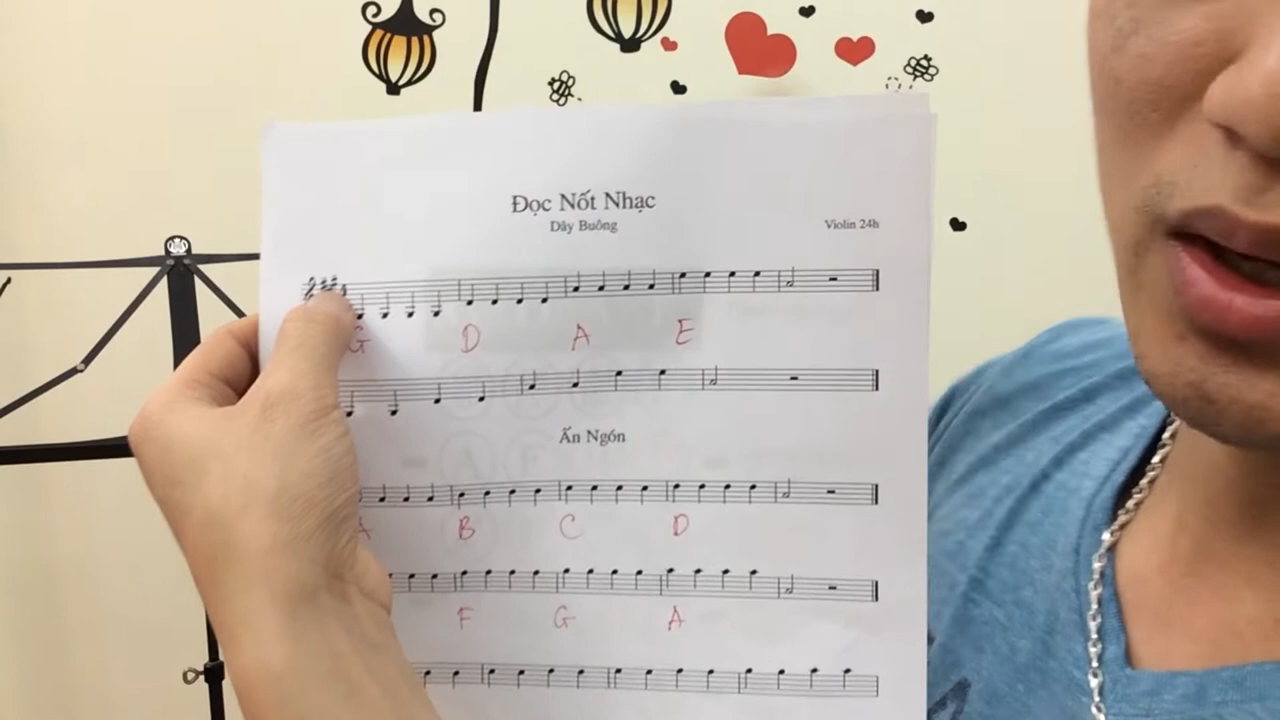 Đọc Nốt Nhạc
Dây Buông
Violin 24h
G D A E
Ấn Ngón
A B C D
F G A